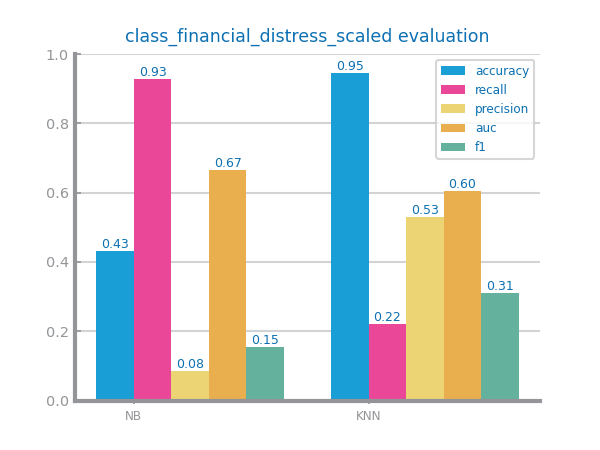 class_financial_distress_scaled evaluation
1.0
0.8
0.6
0.4
0.2
0.0
accuracy
recall
precision
auc
f1
0.43
0.93
0.08
0.67
0.15
0.95
0.22
0.53
0.60
0.31
NB
KNN